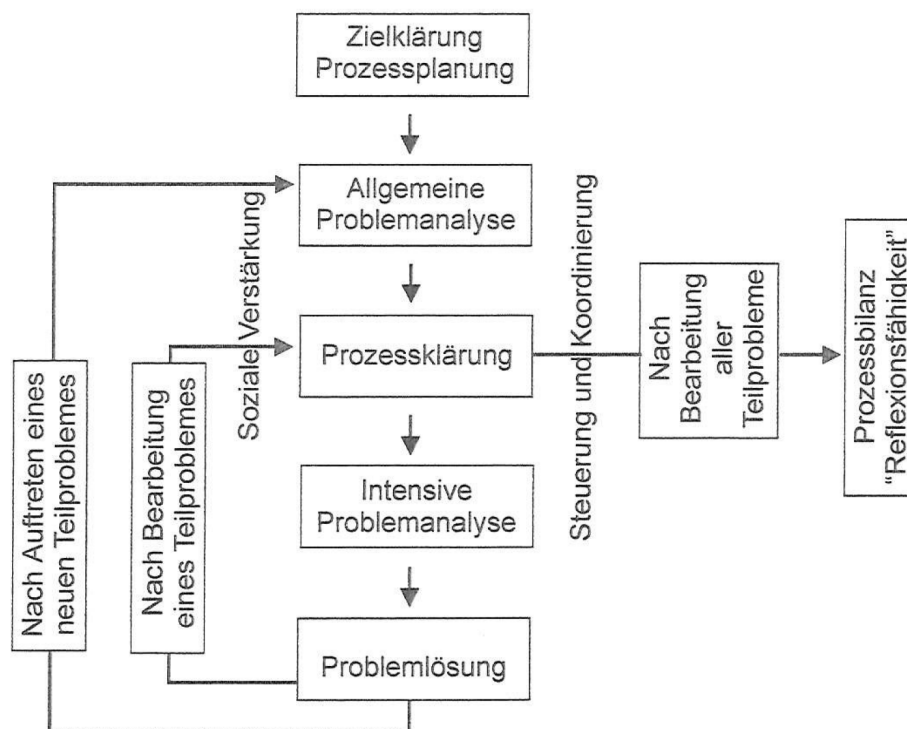 Zielklärung
Prozessplanung
Allgemeine
Problemanalyse
Prozessklärung
Intensive
Problemanalyse
Problemlösung
Soziale Verstärkung
Steuerung und Koordinierung
Nach Auftreten eines
neuen Teilproblemes
Nach Bearbeitung
eines Teilproblemes
Nach
Bearbeitung
aller
Teilprobleme
Prozessbilanz
“Reflexionsfähigkeit”